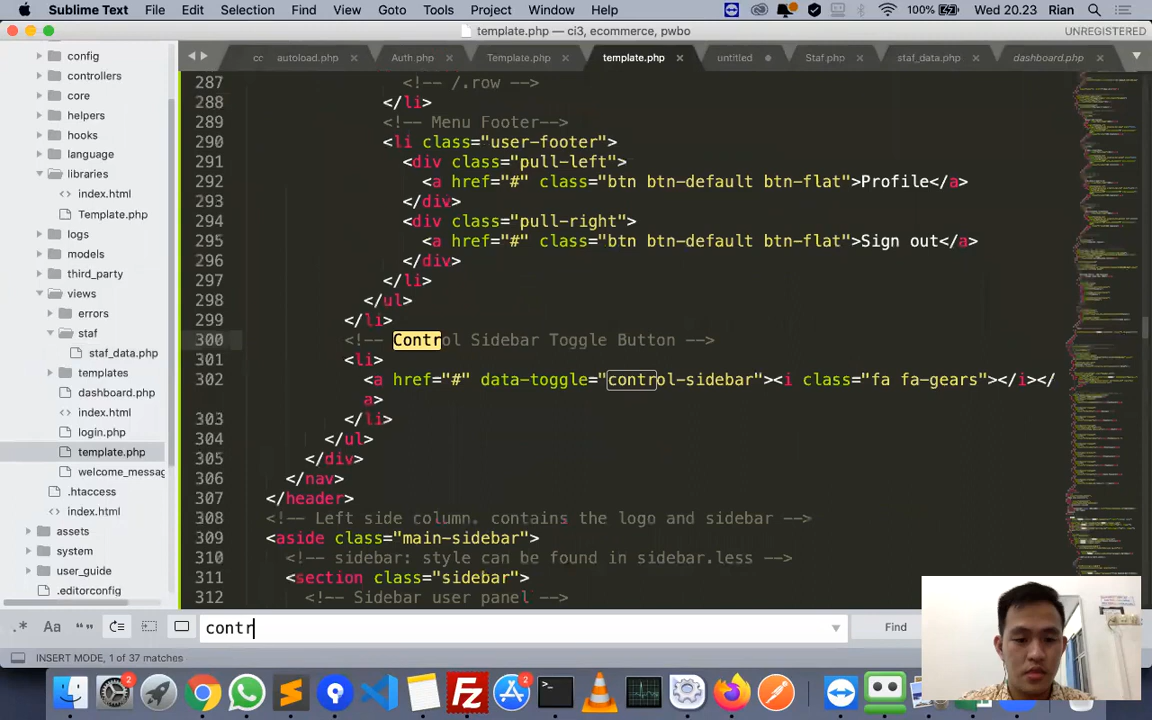 Sublime Text File Edit Selection Find View Goto Tools Project Window Help 100% Wed 20.23 Rian
template.php — ci3, ecommerce, pwbo UNREGISTERED
cc autoload.php Auth.php Template.php template.php untitled Staf.php staf_data.php dashboard.php
config
controllers
core
helpers
hooks
language
libraries
index.html
Template.php
logs
models
third_party
views
errors
staf
staf_data.php
templates
dashboard.php
index.html
login.php
template.php
welcome_messag
.htaccess
index.html
assets
system
user_guide
.editorconfig
287 <!-- /.row -->
288 </li>
289 <!-- Menu Footer-->
290 <li class="user-footer">
291 <div class="pull-left">
292 <a href="#" class="btn btn-default btn-flat">Profile</a>
293 </div>
294 <div class="pull-right">
295 <a href="#" class="btn btn-default btn-flat">Sign out</a>
296 </div>
297 </li>
298 </ul>
299 </li>
300 <!-- Control Sidebar Toggle Button -->
301 <li>
302 <a href="#" data-toggle="control-sidebar"><i class="fa fa-gears"></i></
a>
303 </li>
304 </ul>
305 </div>
306 </nav>
307 </header>
308 <!-- Left side column. contains the logo and sidebar -->
309 <aside class="main-sidebar">
310 <!-- sidebar: style can be found in sidebar.less -->
311 <section class="sidebar">
312 <!-- Sidebar user panel -->
.* Aa “” contr Find
INSERT MODE, 1 of 37 matches
2 2